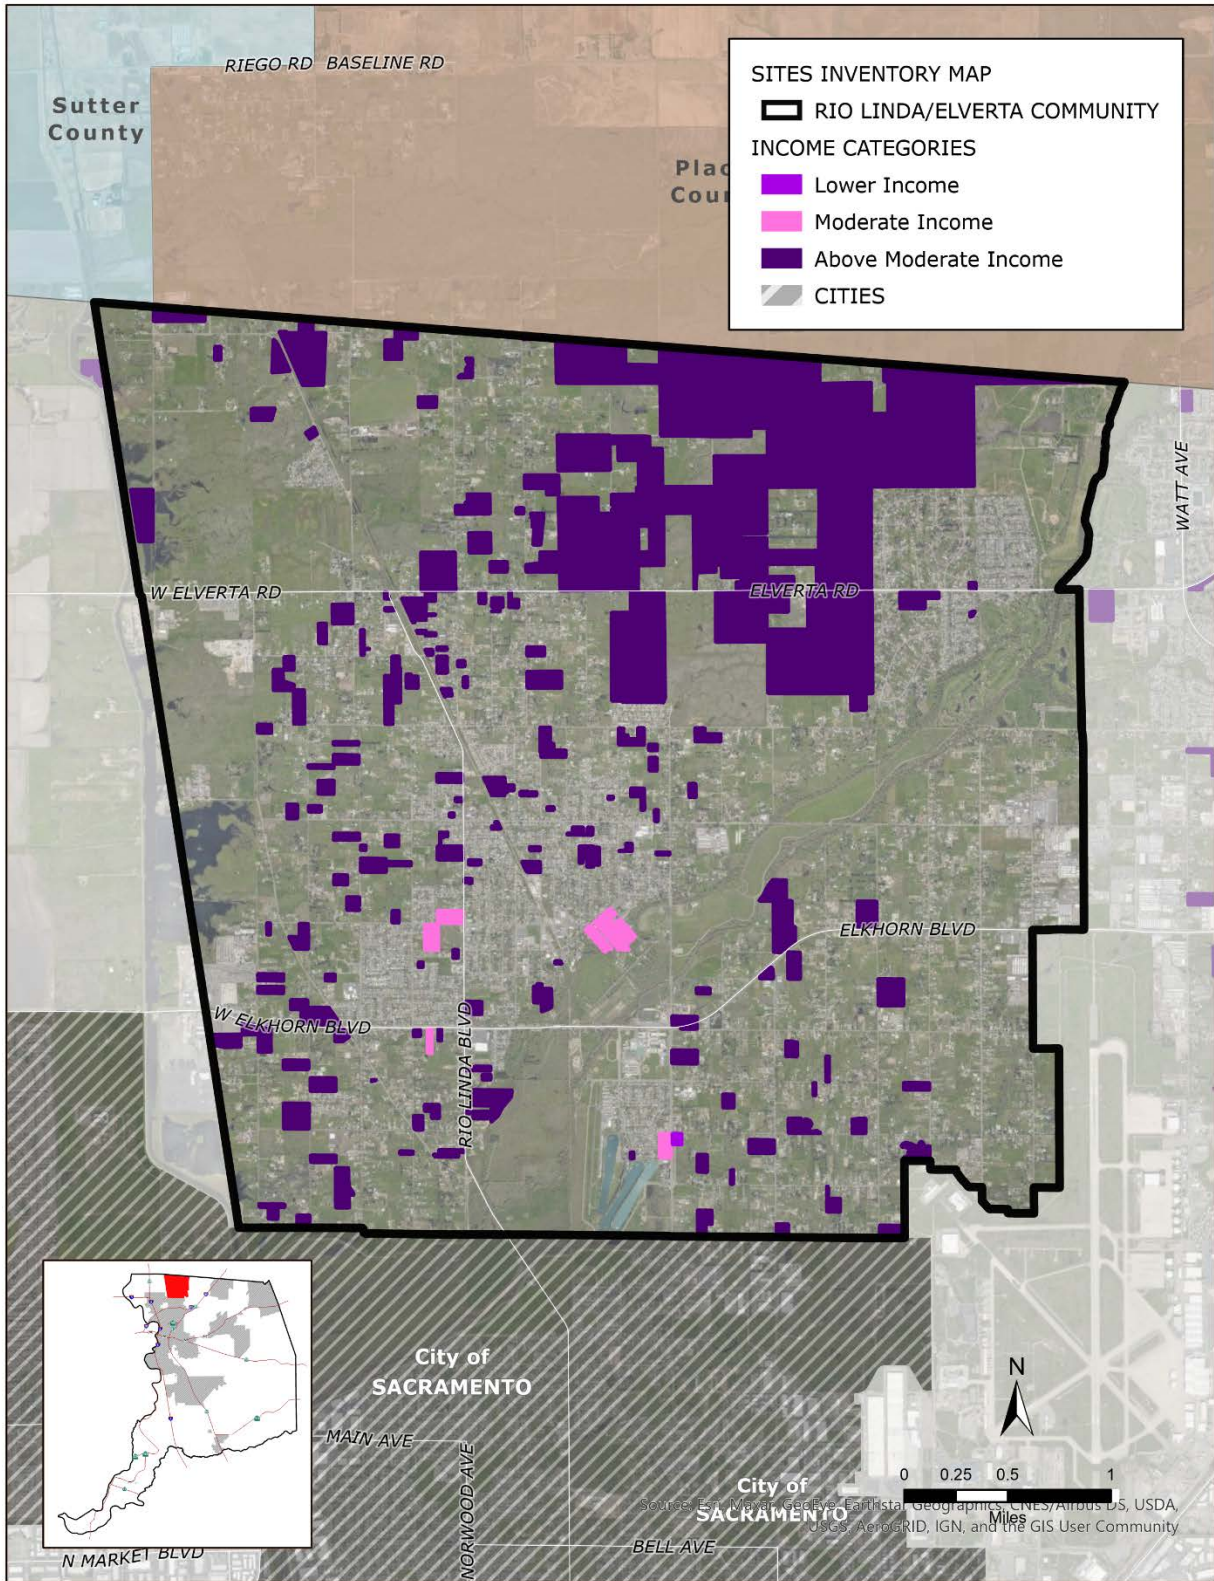 RIEGO RD BASELINE RD
Sutter
County
Plac
Coun
SITES INVENTORY MAP
RIO LINDA/ELVERTA COMMUNITY
INCOME CATEGORIES
Lower Income
Moderate Income
Above Moderate Income
CITIES
WATT AVE
W ELVERTA RD
ELVERTA RD
ELKHORN BLVD
W ELKHORN BLVD
RIO LINDA BLVD
City of
SACRAMENTO
MAIN AVE
NORWOOD AVE
N MARKET BLVD
BELL AVE
City of
SACRAMENTO
N
0 0.25 0.5 1
Miles
Source: Esri, Maxar, GeoEye, Earthstar Geographics, CNES/Airbus DS, USDA,
USGS, AeroGRID, IGN, and the GIS User Community